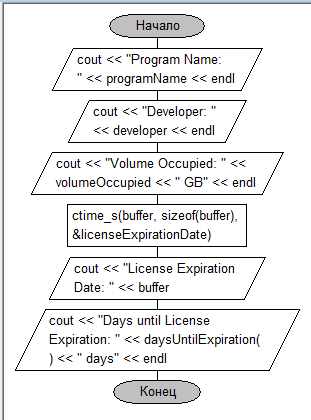 Начало
cout << "Program Name:
" << programName << endl
cout << "Developer: "
<< developer << endl
cout << "Volume Occupied: " <<
volumeOccupied << " GB" << endl
ctime_s(buffer, sizeof(buffer),
&licenseExpirationDate)
cout << "License Expiration
Date: " << buffer
cout << "Days until License
Expiration: " << daysUntilExpiration(
) << " days" << endl
Конец